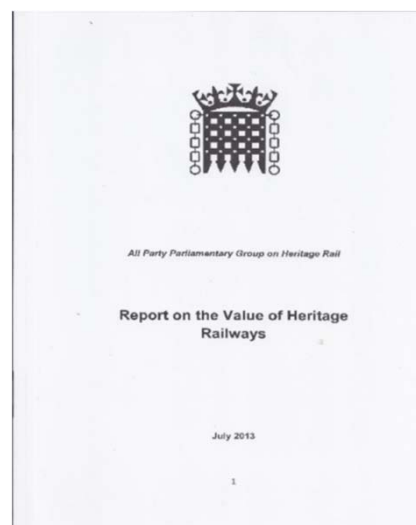 All Party Parliamentary Group on Heritage Rail
Report on the Value of Heritage
Railways
July 2013
1